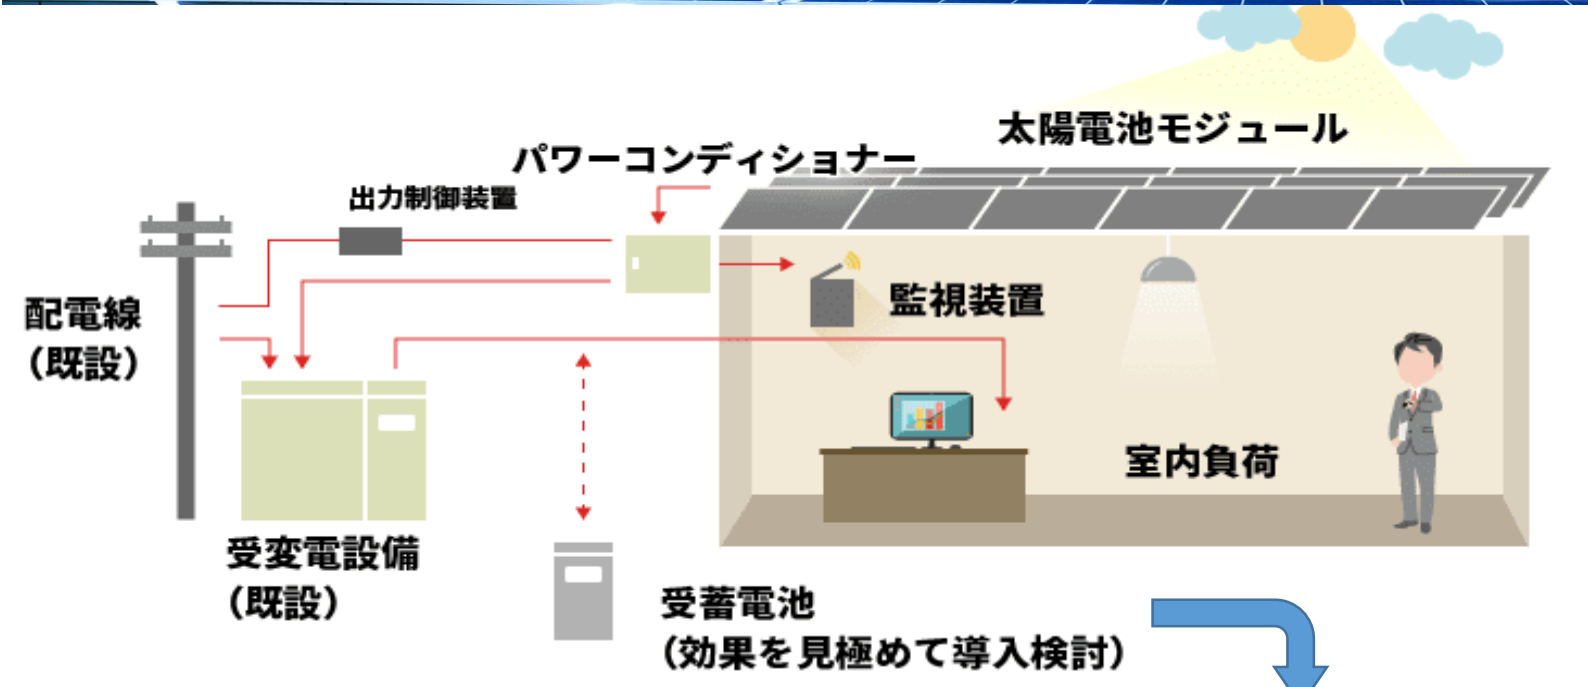 太陽電池モジュール
パワーコンディショナー
出力制御装置
配電線
（既設）
監視装置
室内負荷
受変電設備
（既設）
受蓄電池
（効果を見極めて導入検討）